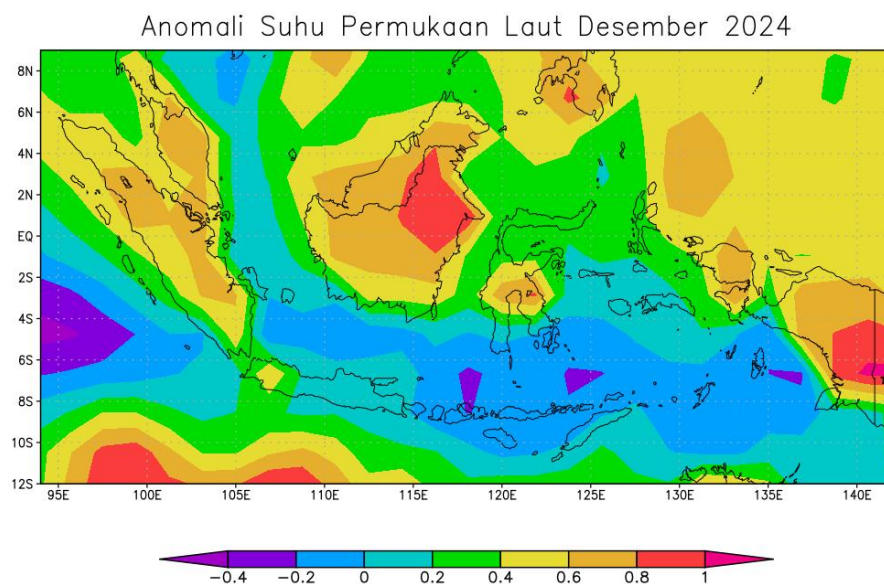 Anomali Suhu Permukaan Laut Desember 2024
8N
6N
4N
2N
EQ
2S
4S
6S
8S
10S
12S
95E 100E 105E 110E 115E 120E 125E 130E 135E 140E
-0.4 -0.2 0 0.2 0.4 0.6 0.8 1